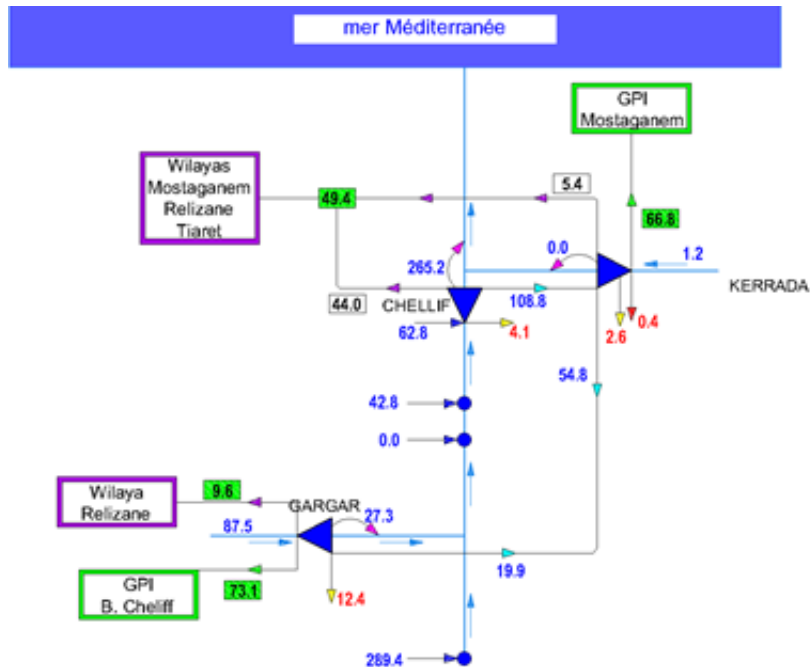 mer Méditerranée
GPI
Mostaganem
Wilayas
Mostaganem
Relizane
Tiaret
49.4
5.4
66.8
0.0
1.2
265.2
KERRADA
44.0
CHELLIF
108.8
62.8
4.1
2.6
0.4
54.8
42.8
0.0
Wilaya
Relizane
9.6
GARGAR
27.3
87.5
19.9
GPI
B. Cheliff
73.1
12.4
289.4